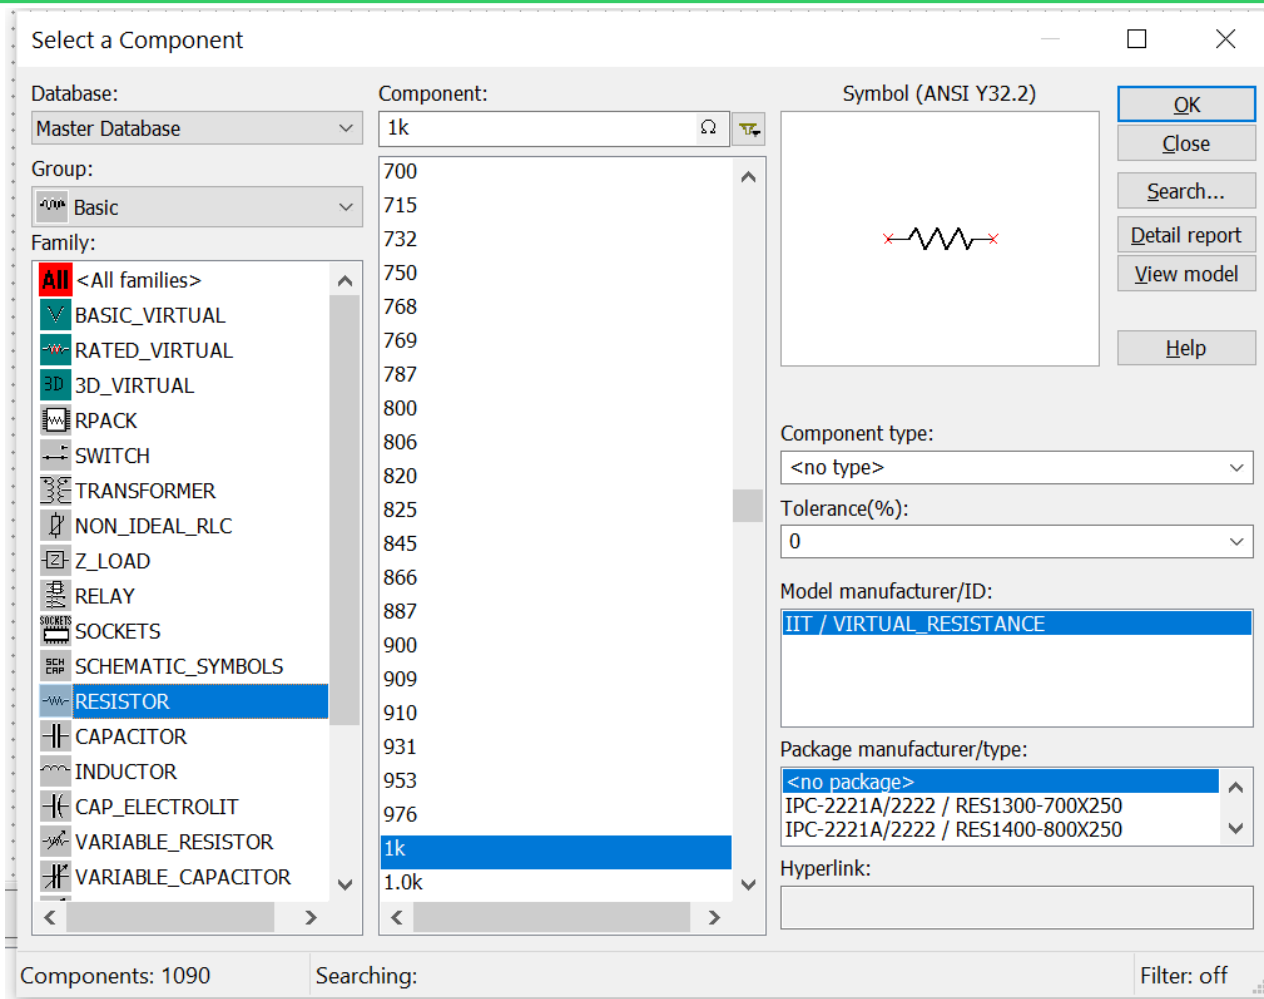 Select a Component
Database:
Master Database
Group:
Basic
Family:
All <All families>
BASIC_VIRTUAL
RATED_VIRTUAL
3D 3D_VIRTUAL
RPACK
SWITCH
TRANSFORMER
NON_IDEAL_RLC
Z Z_LOAD
RELAY
SOCKETS SOCKETS
SCH CAP SCHEMATIC_SYMBOLS
RESISTOR
CAPACITOR
INDUCTOR
CAP_ELECTROLIT
VARIABLE_RESISTOR
VARIABLE_CAPACITOR
Component:
1k Ω
700
715
732
750
768
769
787
800
806
820
825
845
866
887
900
909
910
931
953
976
1k
1.0k
Symbol (ANSI Y32.2)
OK
Close
Search...
Detail report
View model
Help
Component type:
<no type>
Tolerance(%):
0
Model manufacturer/ID:
IIT / VIRTUAL_RESISTANCE
Package manufacturer/type:
<no package>
IPC-2221A/2222 / RES1300-700X250
IPC-2221A/2222 / RES1400-800X250
Hyperlink:
Components: 1090
Searching:
Filter: off